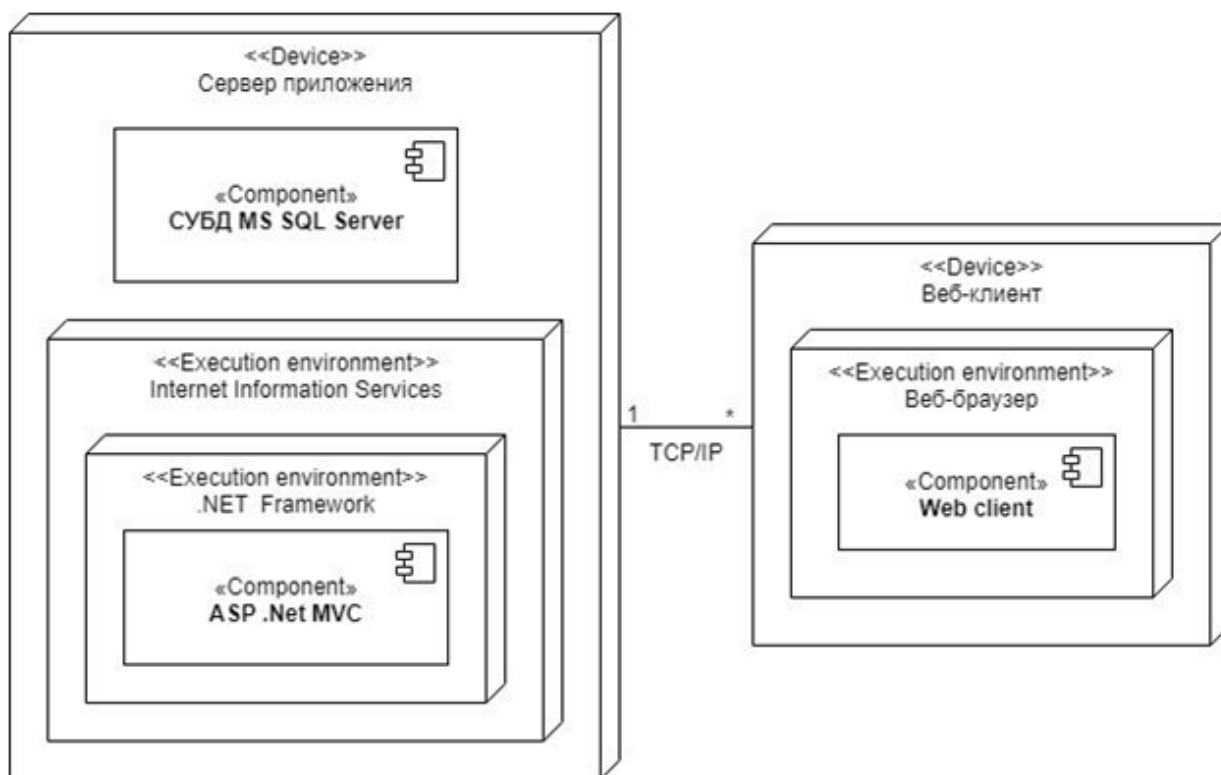 <<Device>>
Сервер приложения
«Component»
СУБД MS SQL Server
<<Execution environment>>
Internet Information Services
<<Execution environment>>
.NET Framework
«Component»
ASP .Net MVC
1
*
TCP/IP
<<Device>>
Веб-клиент
<<Execution environment>>
Веб-браузер
«Component»
Web client